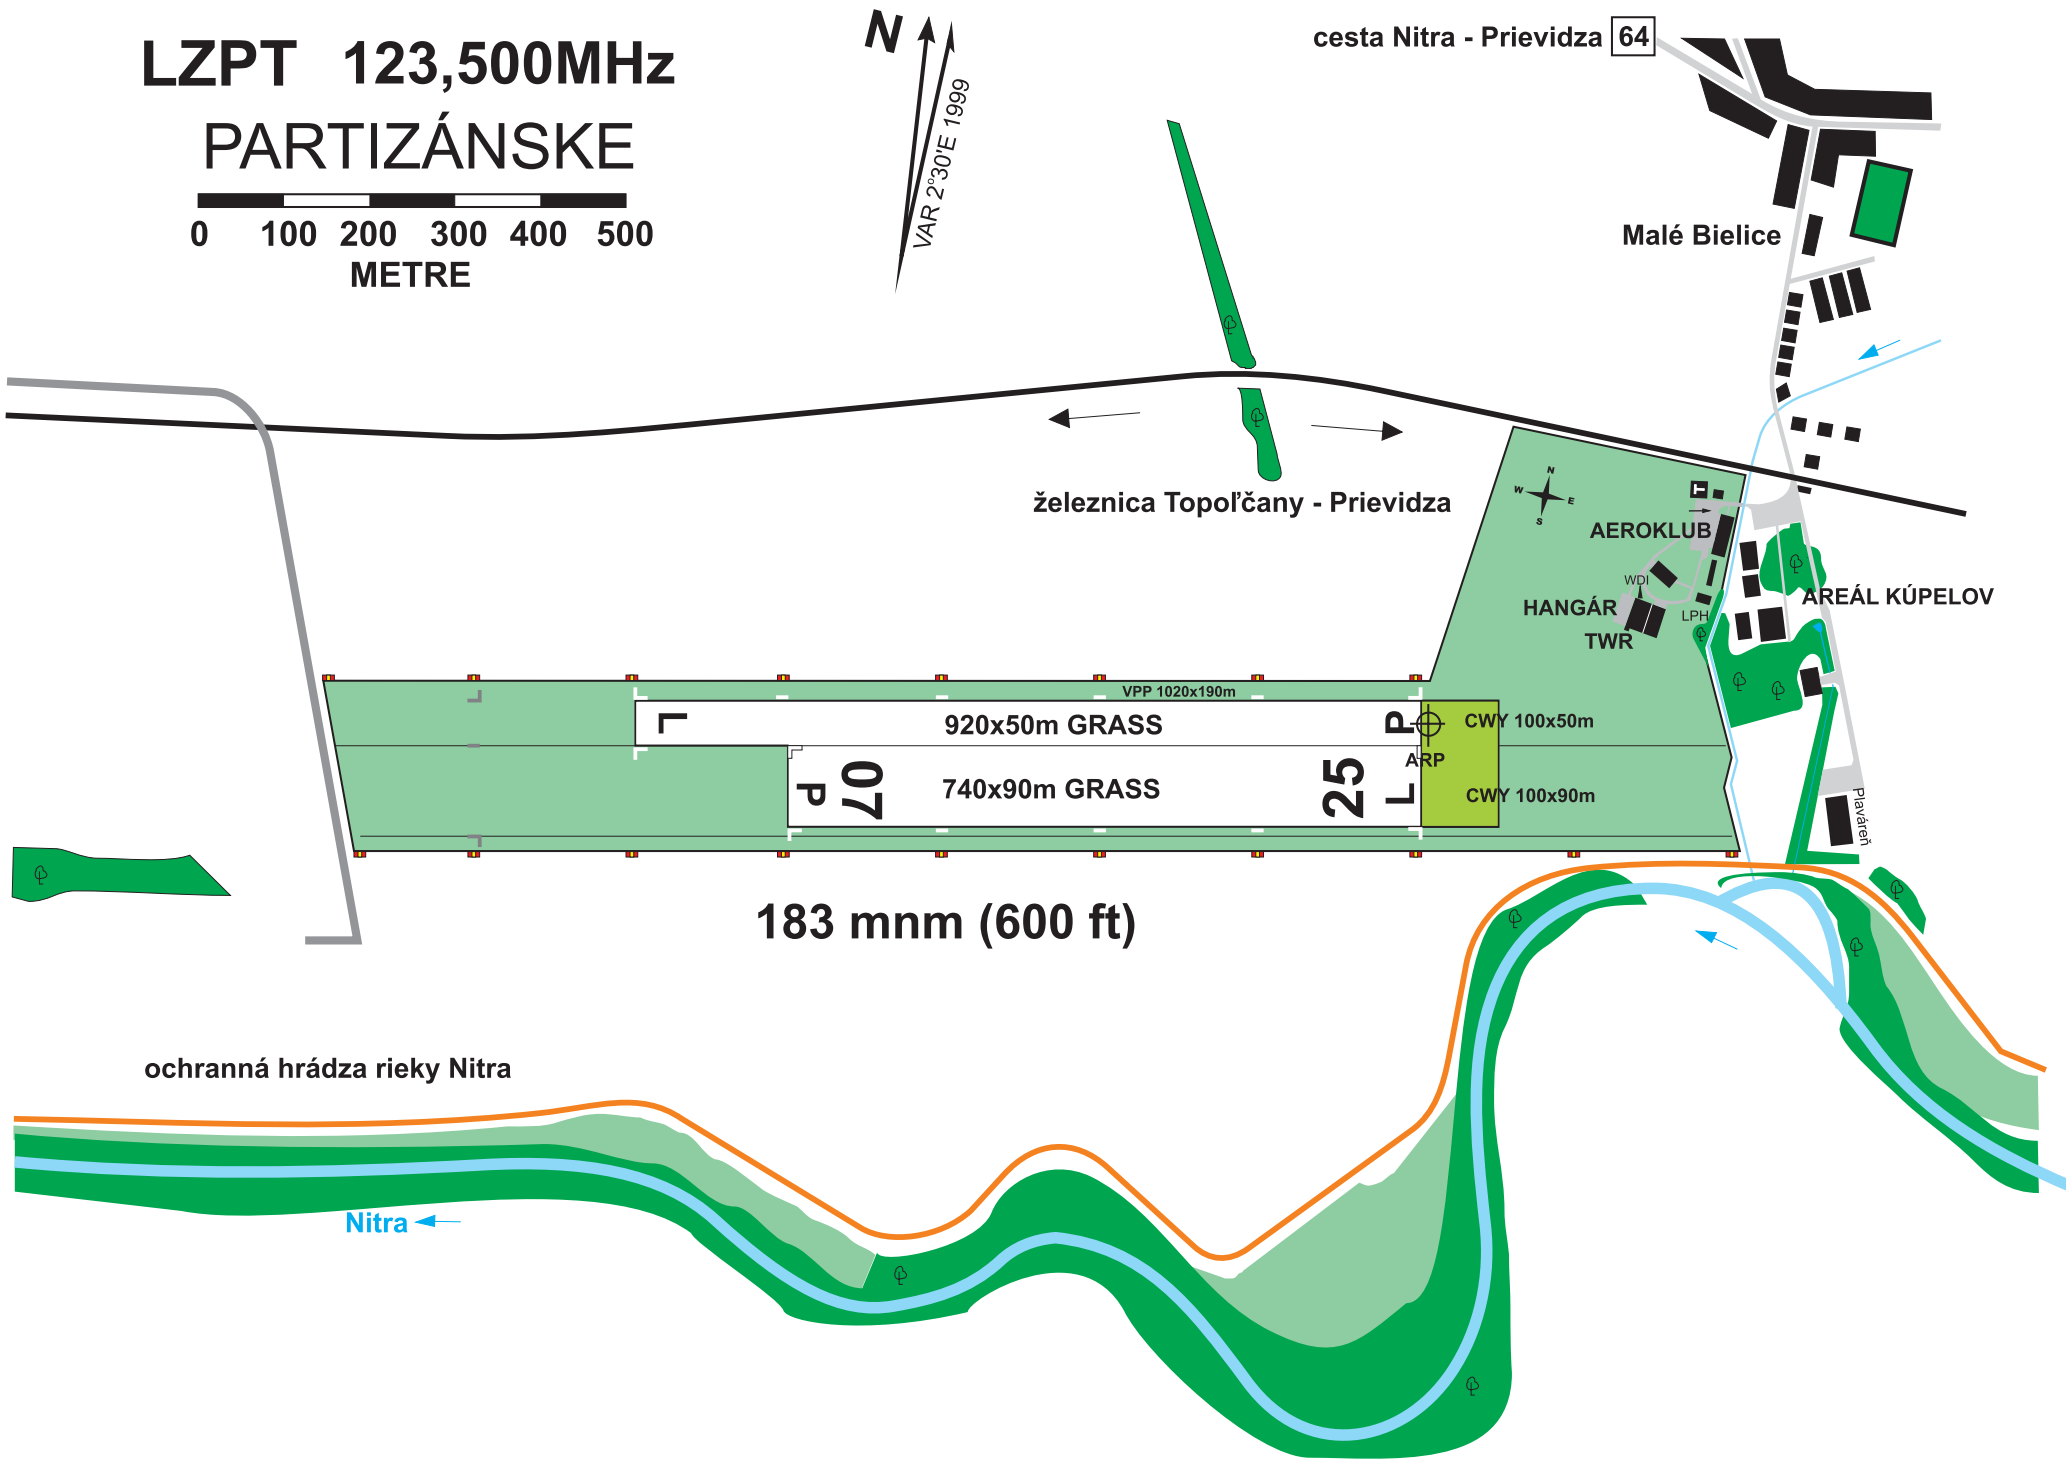 LZPT 123,500MHz
PARTIZÁNSKE
0 100 200 300 400 500
METRE
N
VAR 2°30'E 1999
cesta Nitra - Prievidza 64
Malé Bielice
železnica Topoľčany - Prievidza
N
W E
S
T
AEROKLUB
WDI
HANGÁR
LPH
TWR
AREÁL KÚPELOV
VPP 1020x190m
L 920x50m GRASS P
CWY 100x50m
ARP
P 07 740x90m GRASS 25 L
CWY 100x90m
Plaváreň
183 mnm (600 ft)
ochranná hrádza rieky Nitra
Nitra